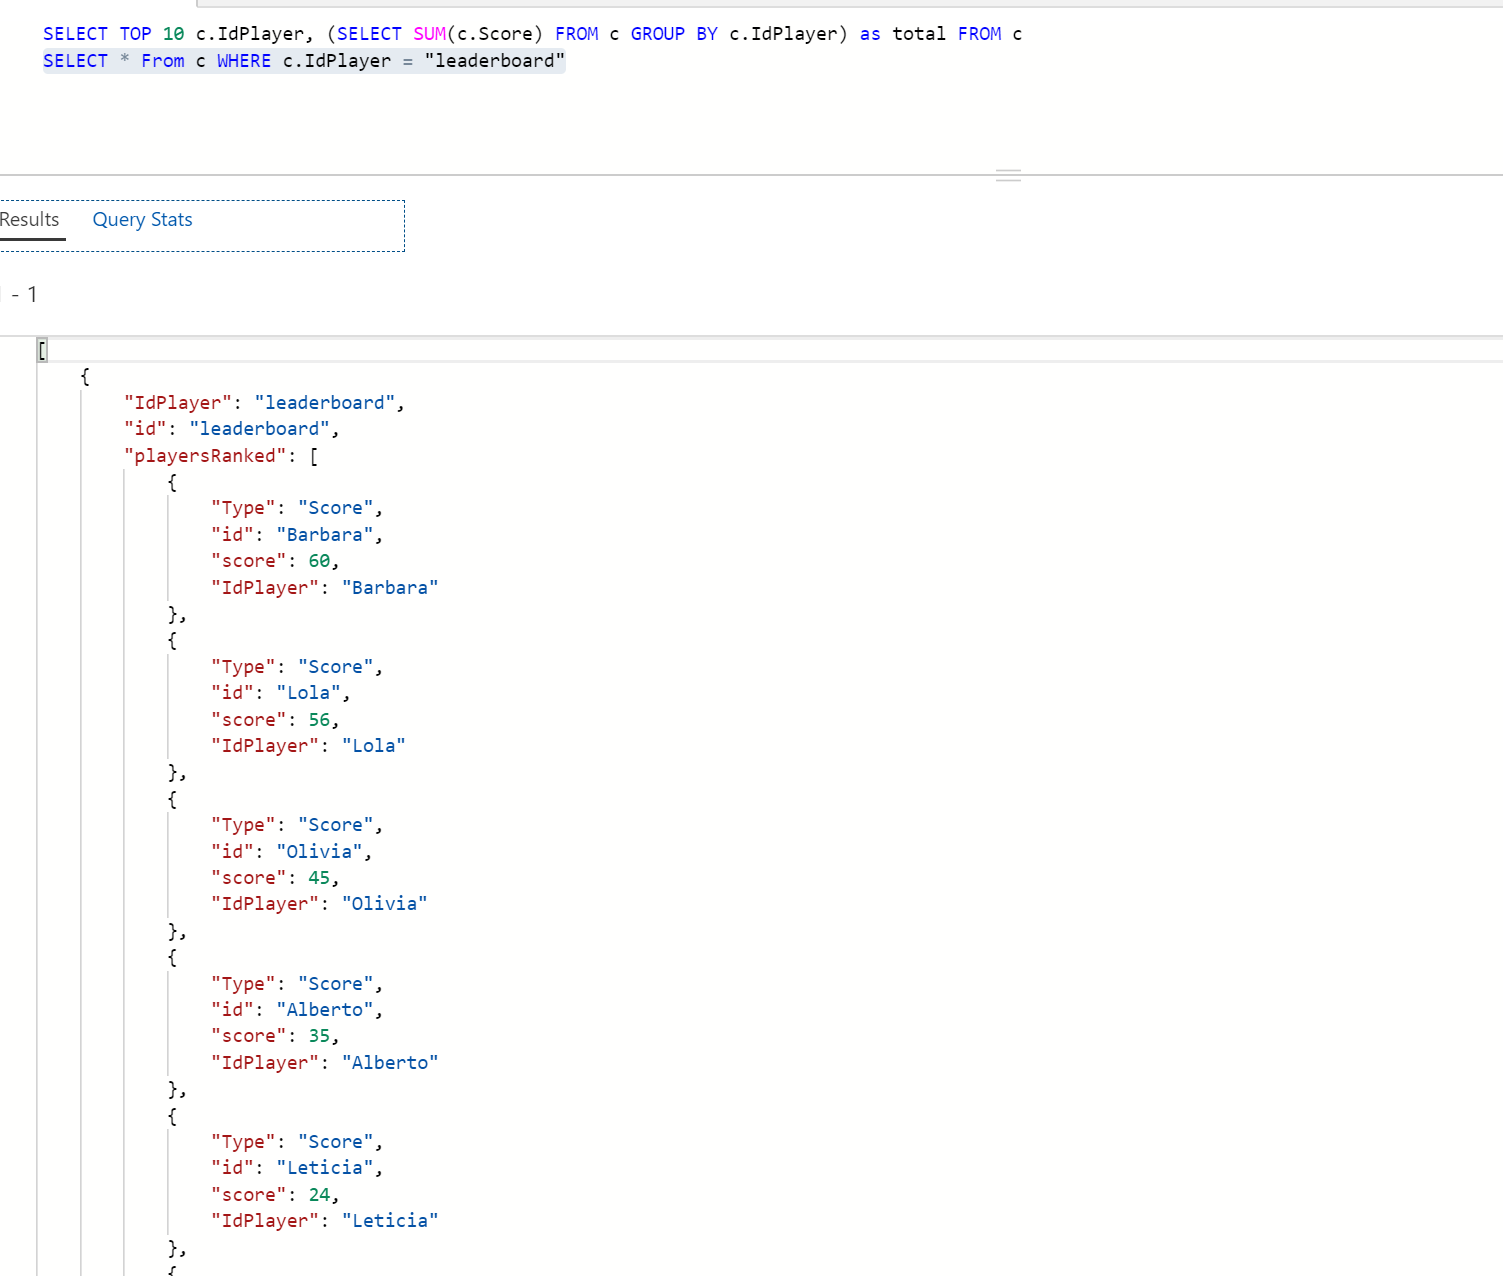 SELECT TOP 10 c.IdPlayer, (SELECT SUM(c.Score) FROM c GROUP BY c.IdPlayer) as total FROM c
SELECT * From c WHERE c.IdPlayer = "leaderboard"
Results Query Stats
- 1
[
{
"IdPlayer": "leaderboard",
"id": "leaderboard",
"playersRanked": [
{
"Type": "Score",
"id": "Barbara",
"score": 60,
"IdPlayer": "Barbara"
},
{
"Type": "Score",
"id": "Lola",
"score": 56,
"IdPlayer": "Lola"
},
{
"Type": "Score",
"id": "Olivia",
"score": 45,
"IdPlayer": "Olivia"
},
{
"Type": "Score",
"id": "Alberto",
"score": 35,
"IdPlayer": "Alberto"
},
{
"Type": "Score",
"id": "Leticia",
"score": 24,
"IdPlayer": "Leticia"
},
{